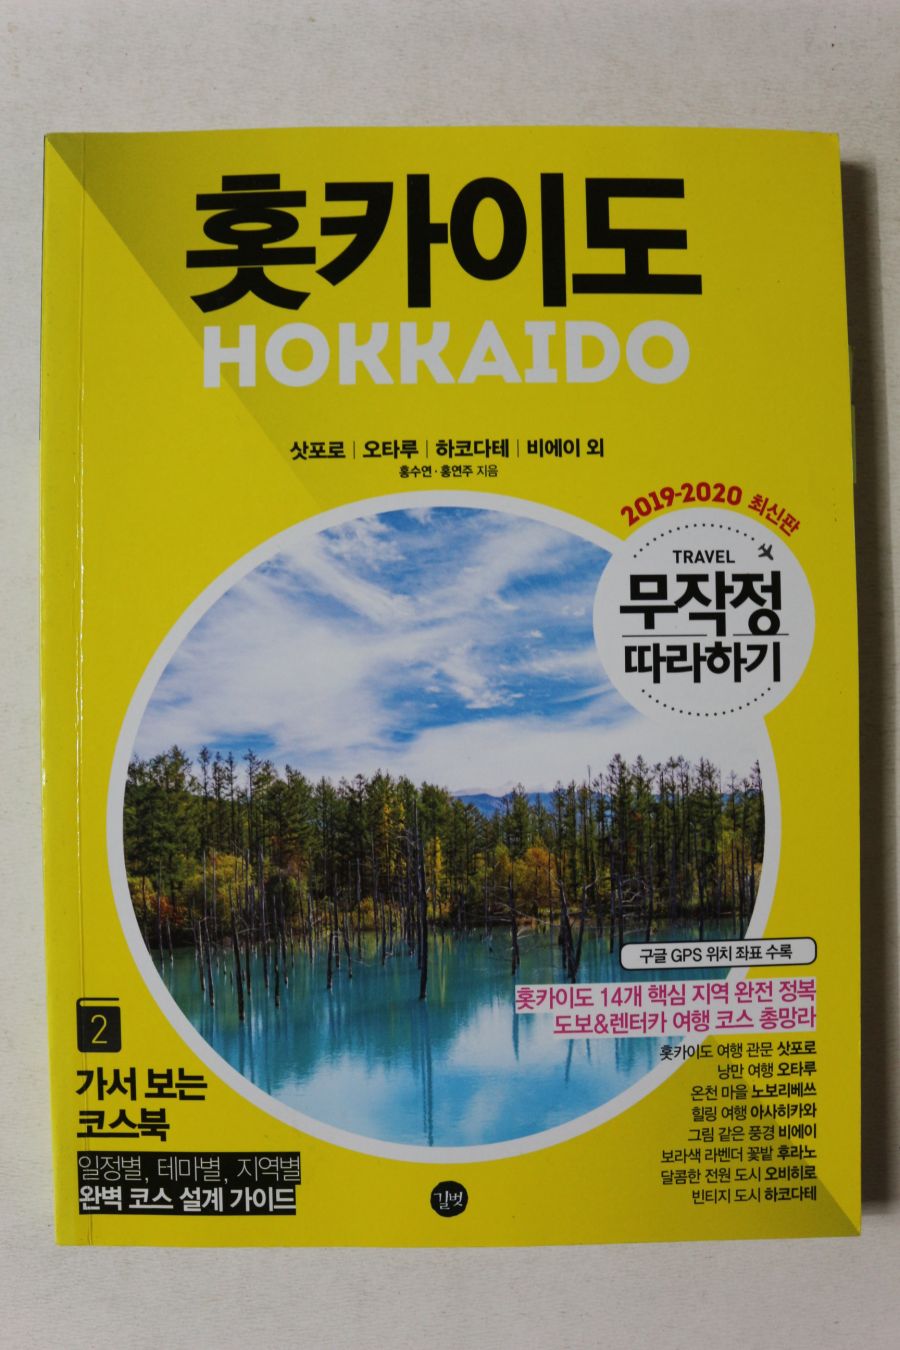 홋카이도
HOKKAIDO
삿포로 | 오타루 | 하코다테 | 비에이 외
홍수연 · 홍연주 지음
2019-2020 최신판
TRAVEL
무작정
따라하기
구글 GPS 위치 좌표 수록
홋카이도 14개 핵심 지역 완전 정복
도보&렌터카 여행 코스 총망라
홋카이도 여행 관문 삿포로
낭만 여행 오타루
온천 마을 노보리베쓰
힐링 여행 아사히카와
그림 같은 풍경 비에이
보라색 라벤더 꽃밭 후라노
달콤한 전원 도시 오비히로
빈티지 도시 하코다테
2
가서 보는
코스북
일정별, 테마별, 지역별
완벽 코스 설계 가이드
길벗